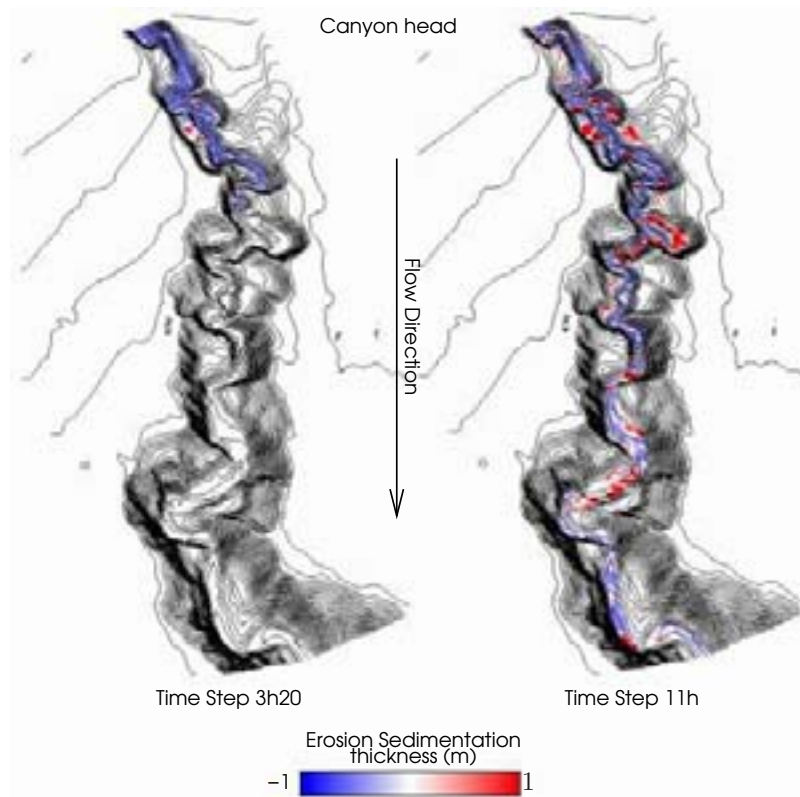 Canyon head
Flow Direction
Time Step 3h20
Time Step 11h
Erosion Sedimentation
thickness (m)
−1
1